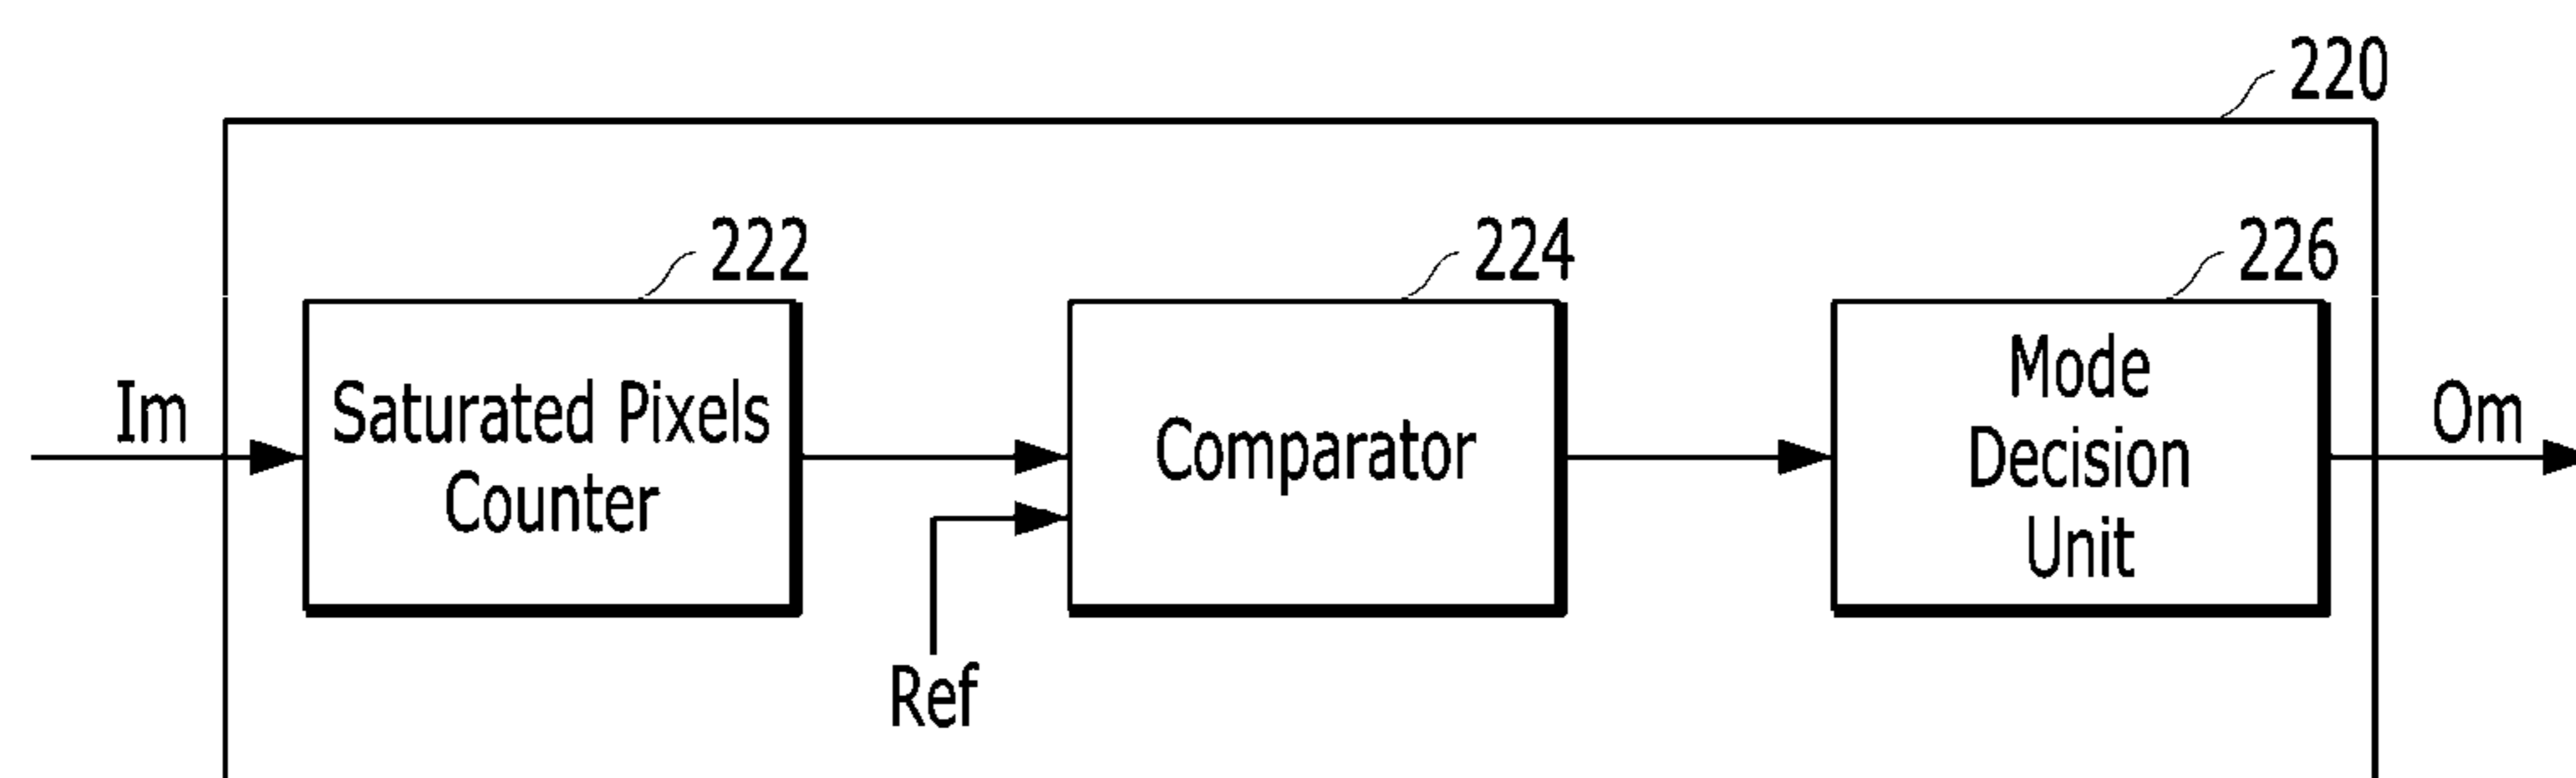 220
222
224
226
Im
Saturated Pixels
Counter
Comparator
Mode
Decision
Unit
Om
Ref